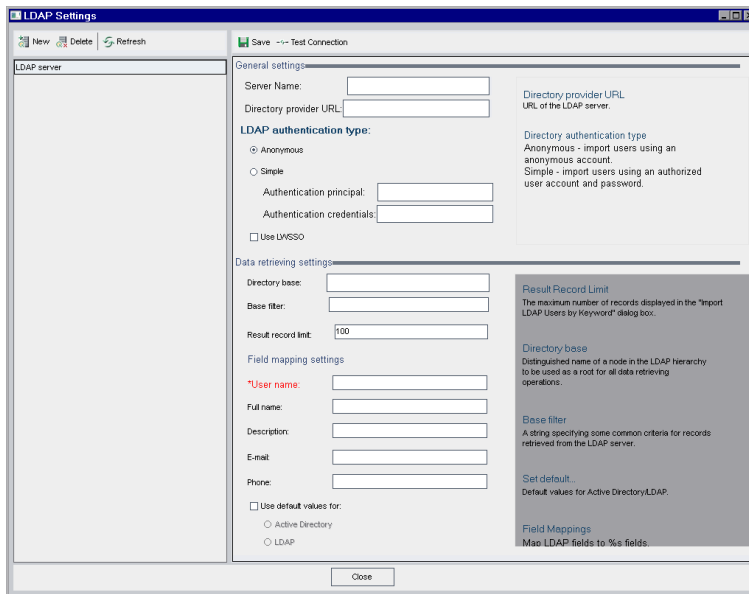 LDAP Settings
New Delete Refresh
Save Test Connection
LDAP server
General settings
Server Name:
Directory provider URL:
LDAP authentication type:
Anonymous
Simple
Authentication principal:
Authentication credentials:
Use LWSSO
Directory provider URL
URL of the LDAP server.
Directory authentication type
Anonymous - import users using an
anonymous account.
Simple - import users using an authorized
user account and password.
Data retrieving settings
Directory base:
Base filter:
Result record limit: 100
Field mapping settings
*User name:
Full name:
Description:
E-mail:
Phone:
Use default values for:
Active Directory
LDAP
Result Record Limit
The maximum number of records displayed in the "Import
LDAP Users by Keyword" dialog box.
Directory base
Distinguished name of a node in the LDAP hierarchy
to be used as a root for all data retrieving
operations.
Base filter
A string specifying some common criteria for records
retrieved from the LDAP server.
Set default...
Default values for Active Directory/LDAP.
Field Mappings
Map LDAP fields to %s fields.
Close